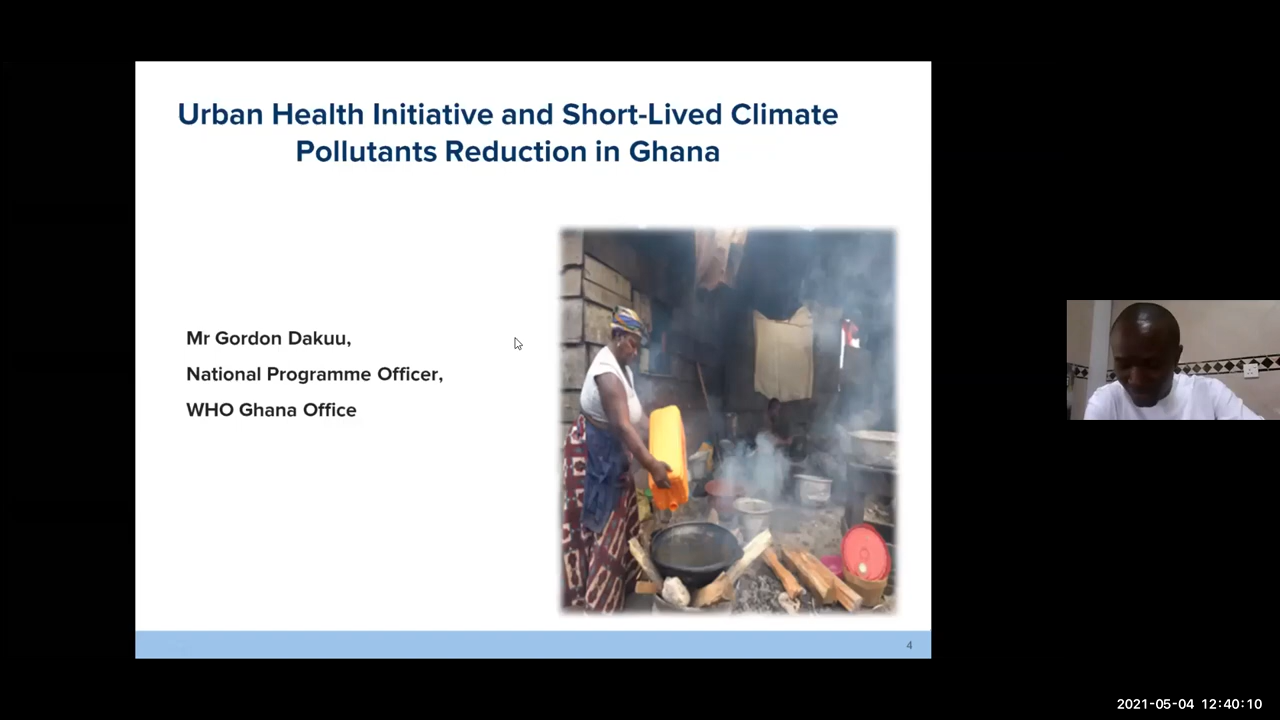 Urban Health Initiative and Short-Lived Climate
Pollutants Reduction in Ghana
Mr Gordon Dakuu,
National Programme Officer,
WHO Ghana Office
4
2021-05-04 12:40:10